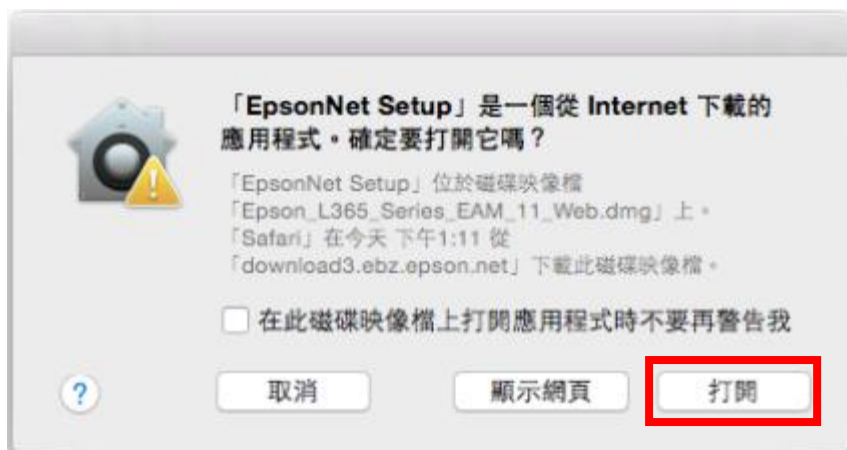 「EpsonNet Setup」是一個從 Internet 下載的
應用程式。確定要打開它嗎？
「EpsonNet Setup」位於磁碟映像檔
「Epson_L365_Series_EAM_11_Web.dmg」上。
「Safari」在今天 下午1:11 從
「download3.ebz.epson.net」下載此磁碟映像檔。
在此磁碟映像檔上打開應用程式時不要再警告我
? 取消 顯示網頁 打開